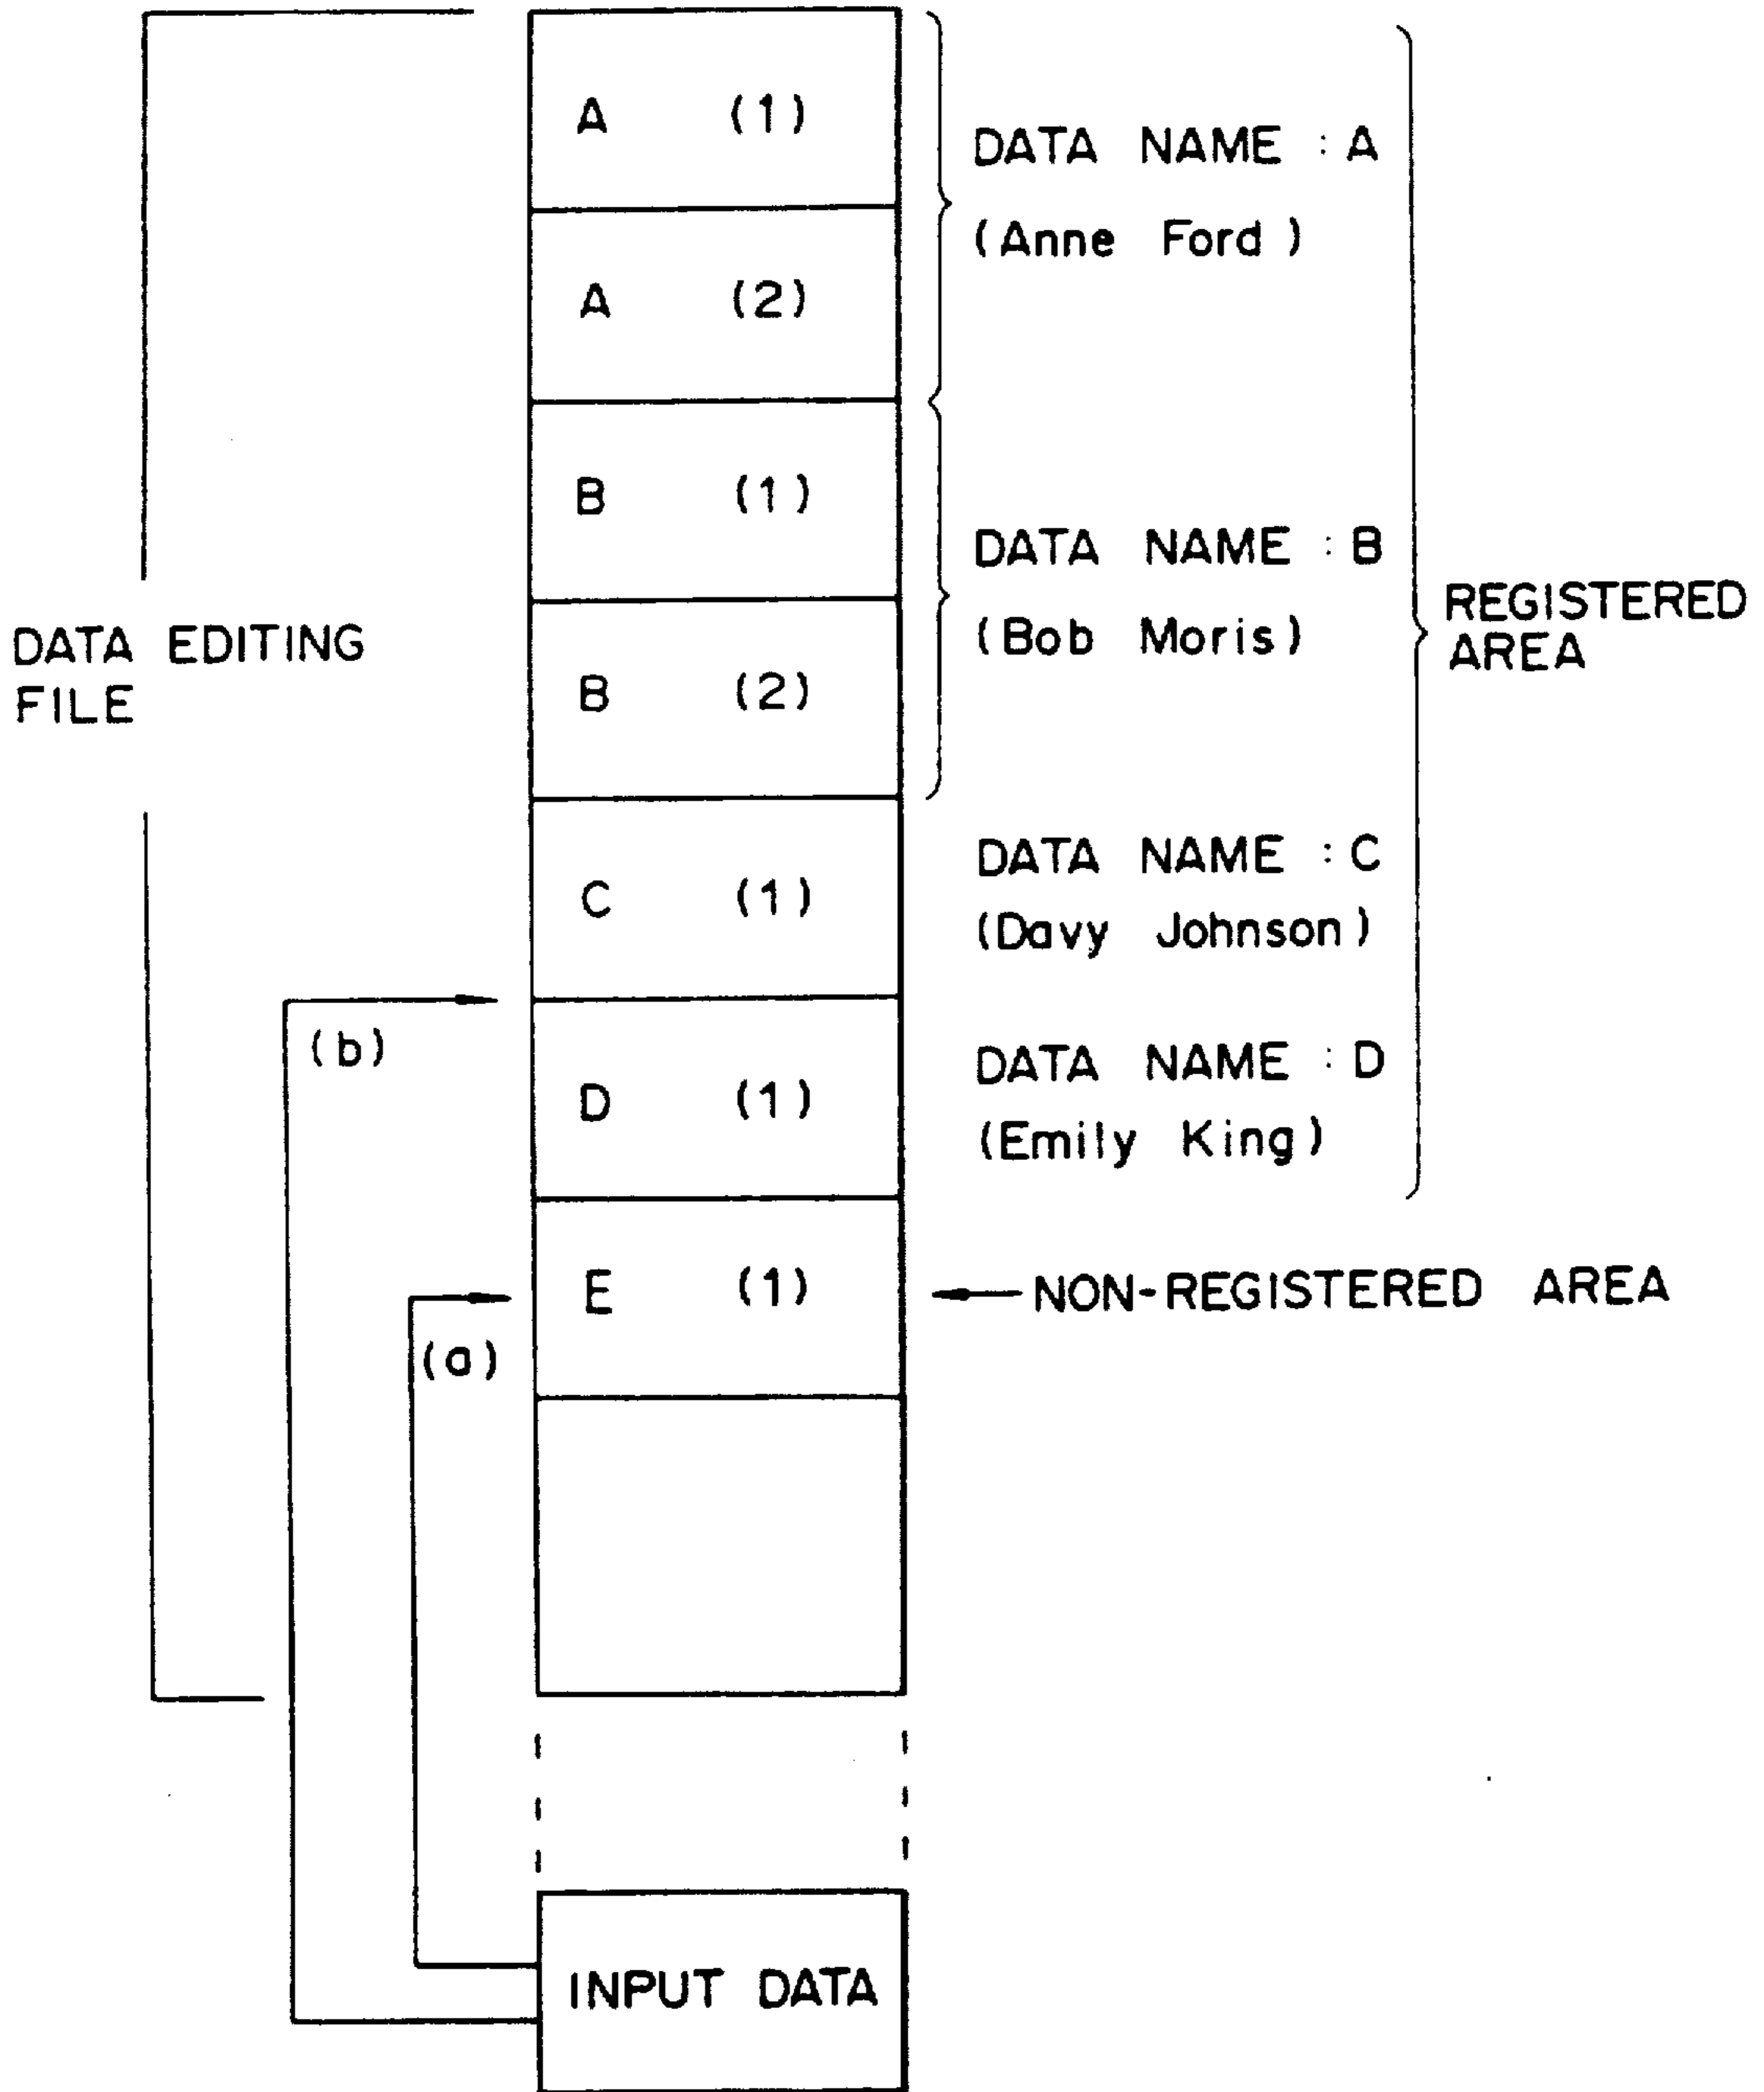 A (1)
DATA NAME : A
(Anne Ford)
A (2)
B (1)
DATA NAME : B
(Bob Moris)
REGISTERED
AREA
DATA EDITING
FILE
B (2)
C (1)
DATA NAME : C
(Davy Johnson)
(b)
D (1)
DATA NAME : D
(Emily King)
E (1)
NON-REGISTERED AREA
(a)
INPUT DATA